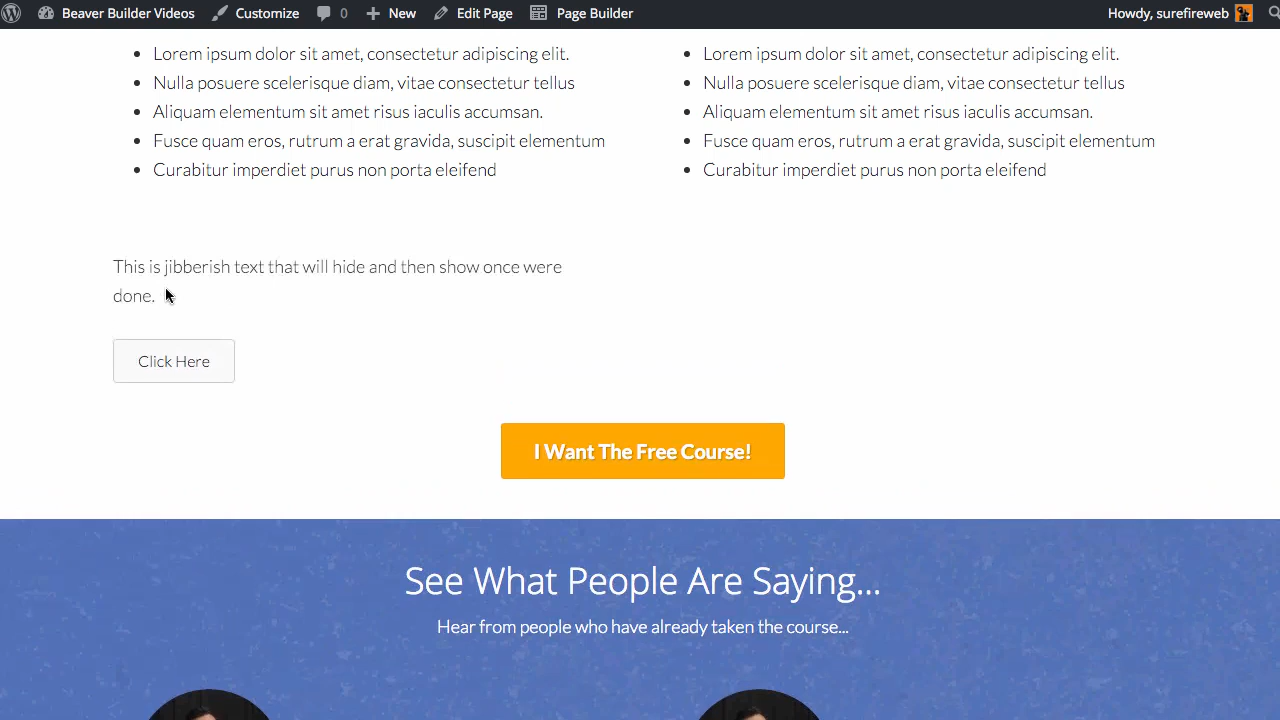 Beaver Builder Videos Customize 0 New Edit Page Page Builder Howdy, surefireweb
Lorem ipsum dolor sit amet, consectetur adipiscing elit.
Nulla posuere scelerisque diam, vitae consectetur tellus
Aliquam elementum sit amet risus iaculis accumsan.
Fusce quam eros, rutrum a erat gravida, suscipit elementum
Curabitur imperdiet purus non porta eleifend
Lorem ipsum dolor sit amet, consectetur adipiscing elit.
Nulla posuere scelerisque diam, vitae consectetur tellus
Aliquam elementum sit amet risus iaculis accumsan.
Fusce quam eros, rutrum a erat gravida, suscipit elementum
Curabitur imperdiet purus non porta eleifend
This is jibberish text that will hide and then show once were
done.
Click Here
I Want The Free Course!
See What People Are Saying...
Hear from people who have already taken the course...